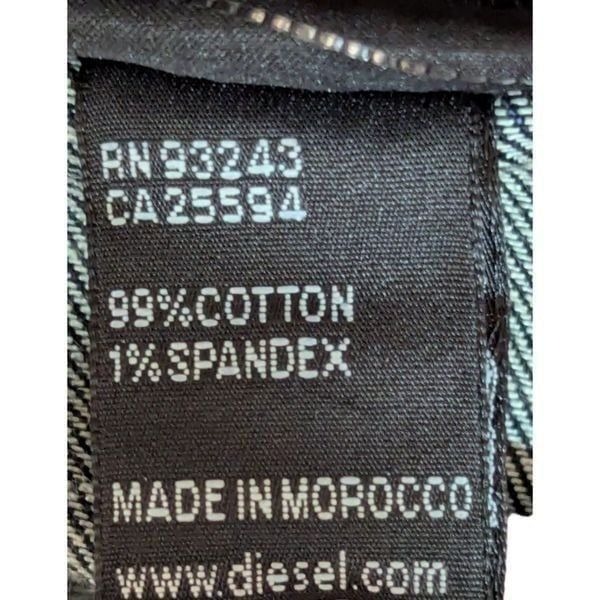 RN 93243
CA 25594
99% COTTON
1% SPANDEX
MADE IN MOROCCO
www.diesel.com